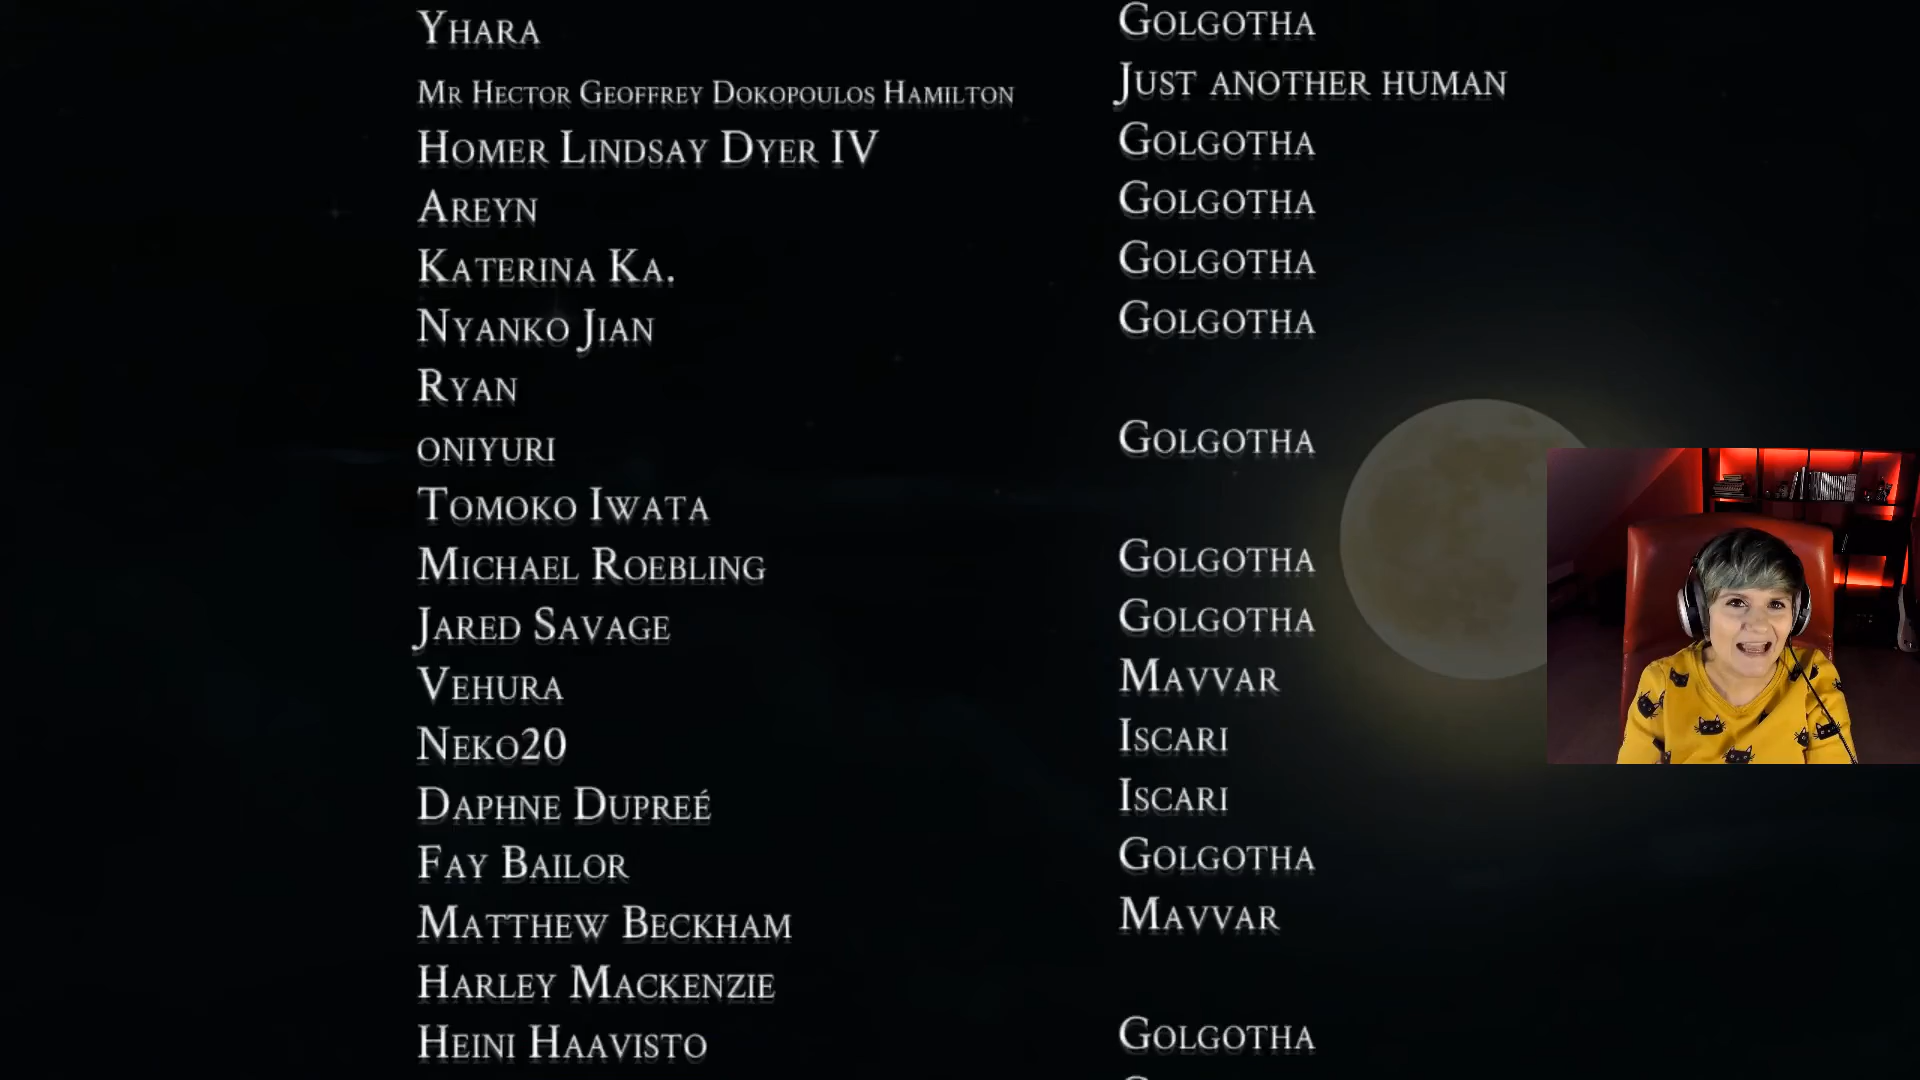 Yhara Golgotha
Mr Hector Geoffrey Dokopoulos Hamilton Just another human
Homer Lindsay Dyer IV Golgotha
Areyn Golgotha
Katerina Ka. Golgotha
Nyanko Jian Golgotha
Ryan
oniyuri Golgotha
Tomoko Iwata
Michael Roebling Golgotha
Jared Savage Golgotha
Vehura Mavvar
Neko20 Iscari
Daphne Dupreé Iscari
Fay Bailor Golgotha
Matthew Beckham Mavvar
Harley Mackenzie
Heini Haavisto Golgotha